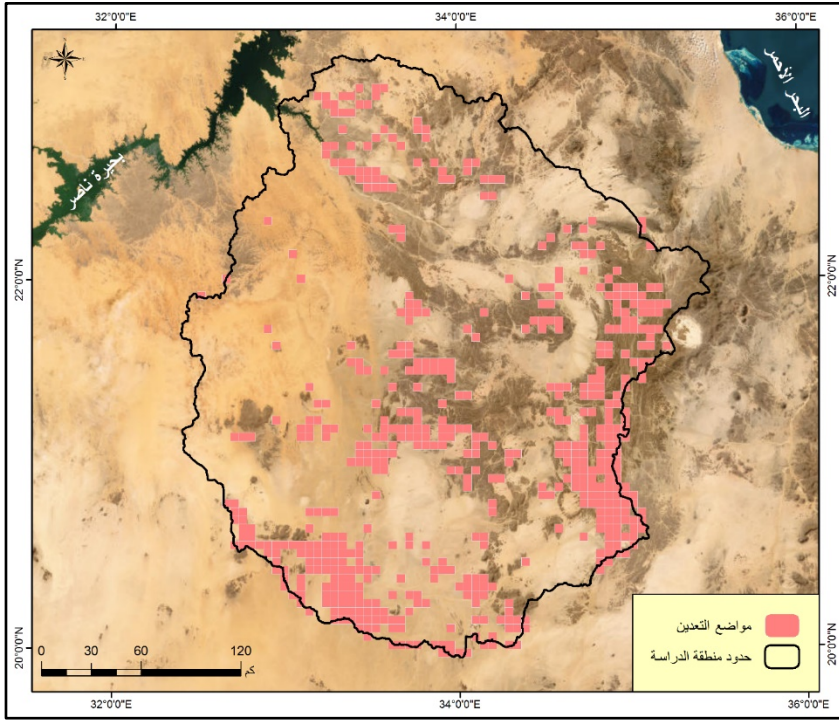 32°0'0"E 34°0'0"E 36°0'0"E
البحر الأحمر
بحيرة ناصر
22°0'0"N 22°0'0"N
20°0'0"N 20°0'0"N
مواضع التعدين
حدود منطقة الدراسة
0 30 60 120
كم
32°0'0"E 34°0'0"E 36°0'0"E